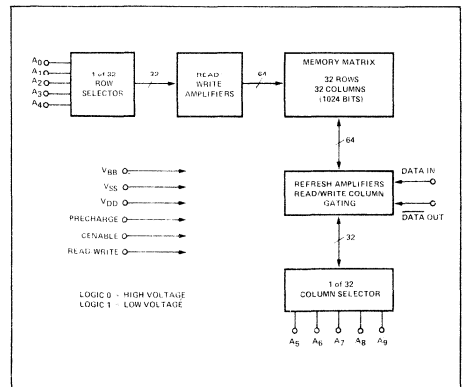 A0
A1
A2
A3
A4
1 of 32
ROW
SELECTOR
32
READ
WRITE
AMPLIFIERS
64
MEMORY MATRIX
32 ROWS
32 COLUMNS
(1024 BITS)
64
VBB
VSS
VDD
PRECHARGE
CENABLE
READ WRITE
REFRESH AMPLIFIERS
READ/WRITE COLUMN
GATING
DATA IN
DATA OUT
32
LOGIC 0 - HIGH VOLTAGE
LOGIC 1 - LOW VOLTAGE
1 of 32
COLUMN SELECTOR
A5 A6 A7 A8 A9